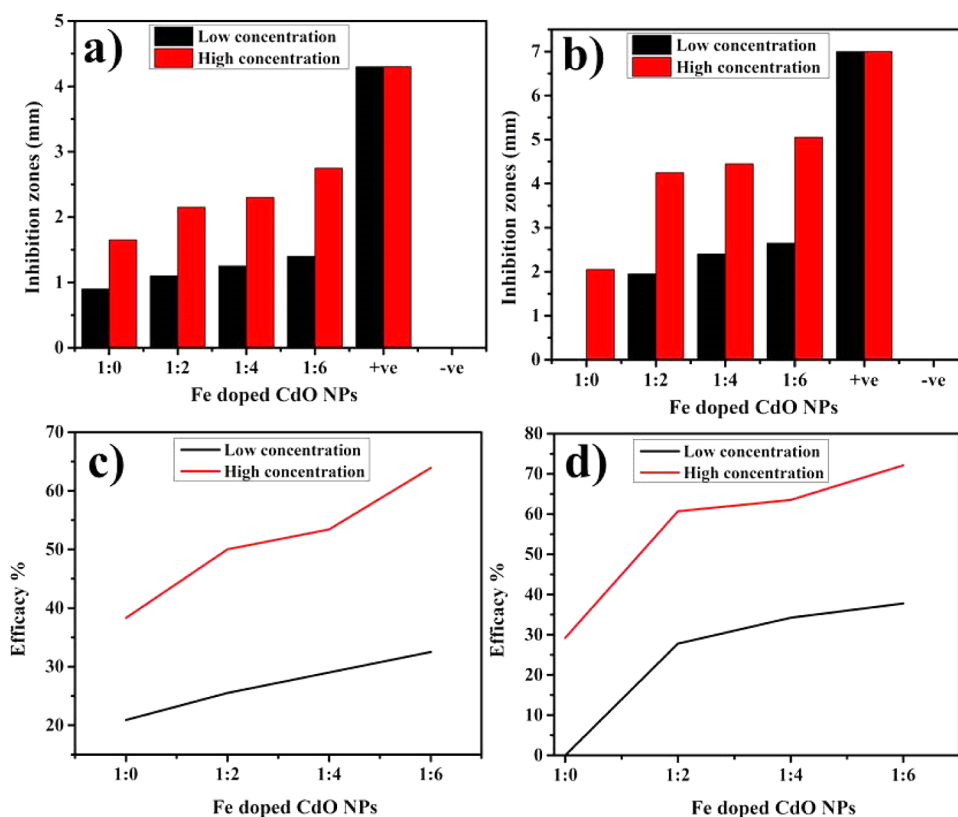 a)
Low concentration
High concentration
Inhibition zones (mm)
5
4
3
2
1
0
1:0 1:2 1:4 1:6 +ve -ve
Fe doped CdO NPs
b)
Low concentration
High concentration
Inhibition zones (mm)
7
6
5
4
3
2
1
0
1:0 1:2 1:4 1:6 +ve -ve
Fe doped CdO NPs
c)
Low concentration
High concentration
Efficacy %
70
60
50
40
30
20
1:0 1:2 1:4 1:6
Fe doped CdO NPs
d)
Low concentration
High concentration
Efficacy %
80
70
60
50
40
30
20
10
0
1:0 1:2 1:4 1:6
Fe doped CdO NPs